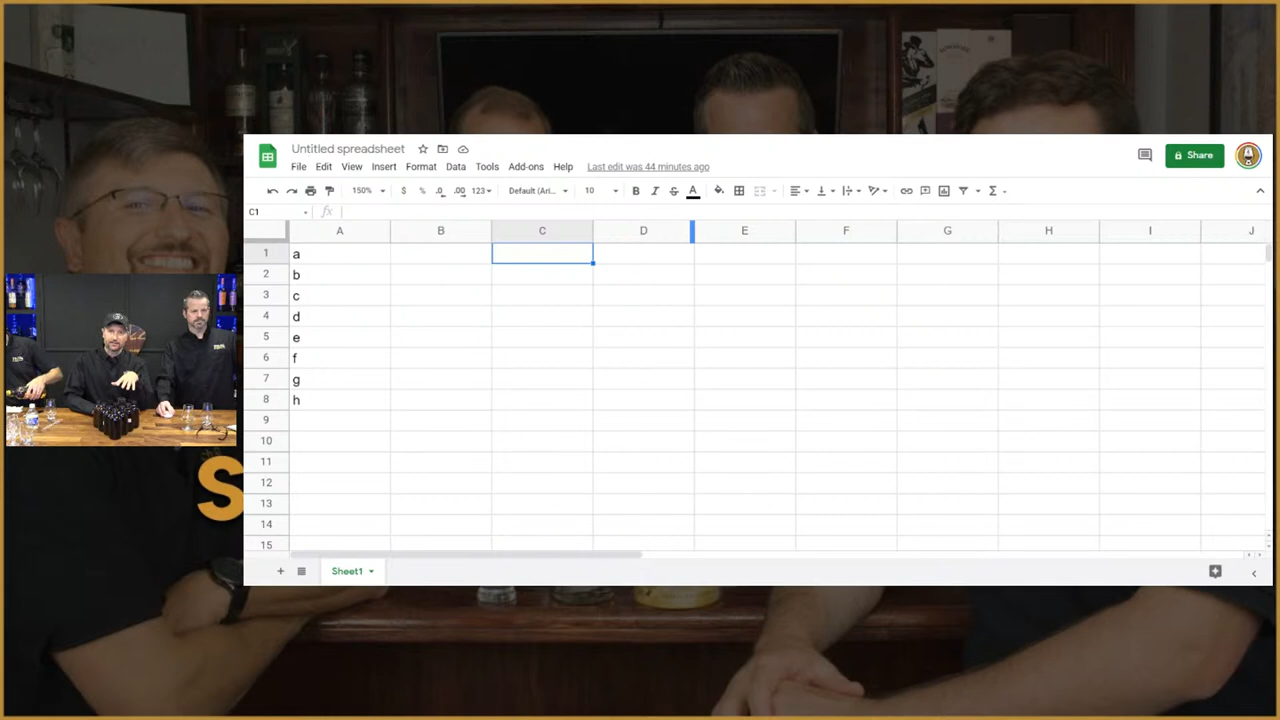 Untitled spreadsheet
File Edit View Insert Format Data Tools Add-ons Help Last edit was 44 minutes ago
Share
150% $ % .0 .00 123 Default (Ari... 10 B I S A
C1 fx
A B C D E F G H I J
1 a
2 b
3 c
4 d
5 e
6 f
7 g
8 h
9
10
11
12
13
14
15
S
Sheet1